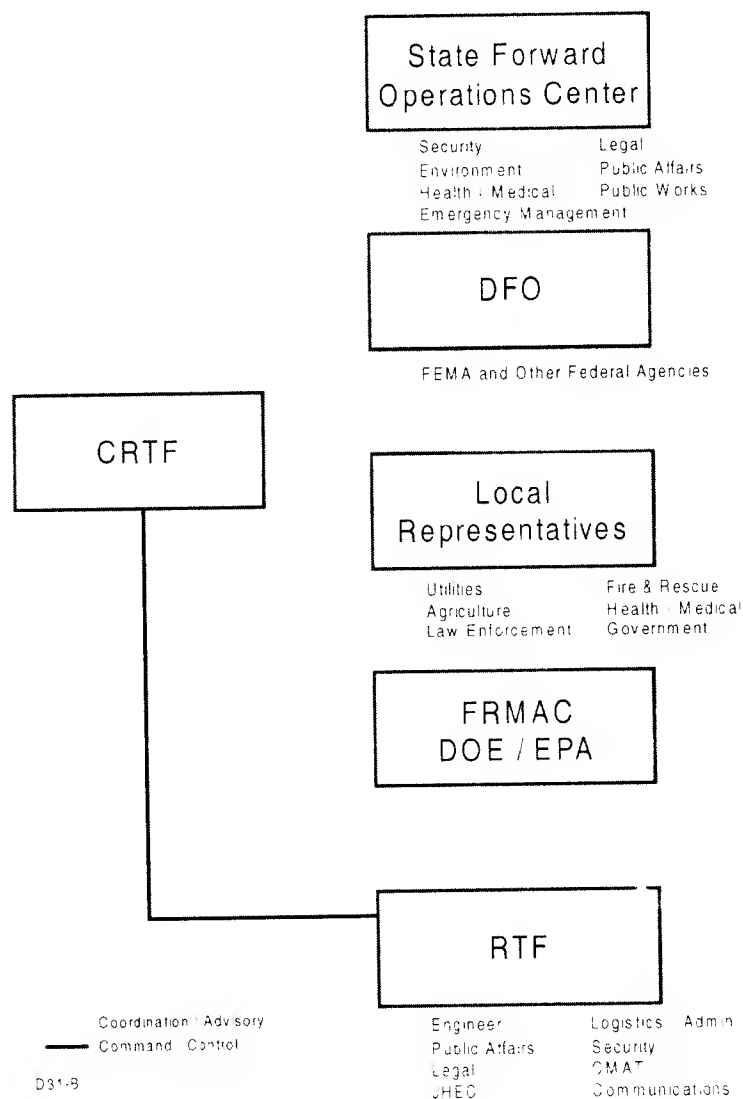 State Forward
Operations Center
Security Legal
Environment Public Affairs
Health / Medical Public Works
Emergency Management
DFO
FEMA and Other Federal Agencies
CRTF
Local
Representatives
Utilities Fire & Rescue
Agriculture Health / Medical
Law Enforcement Government
FRMAC
DOE / EPA
RTF
Coordination / Advisory
Command / Control
Engineer Logistics / Admin
Public Affairs Security
Legal CMAT
JHEC Communications
D31-B